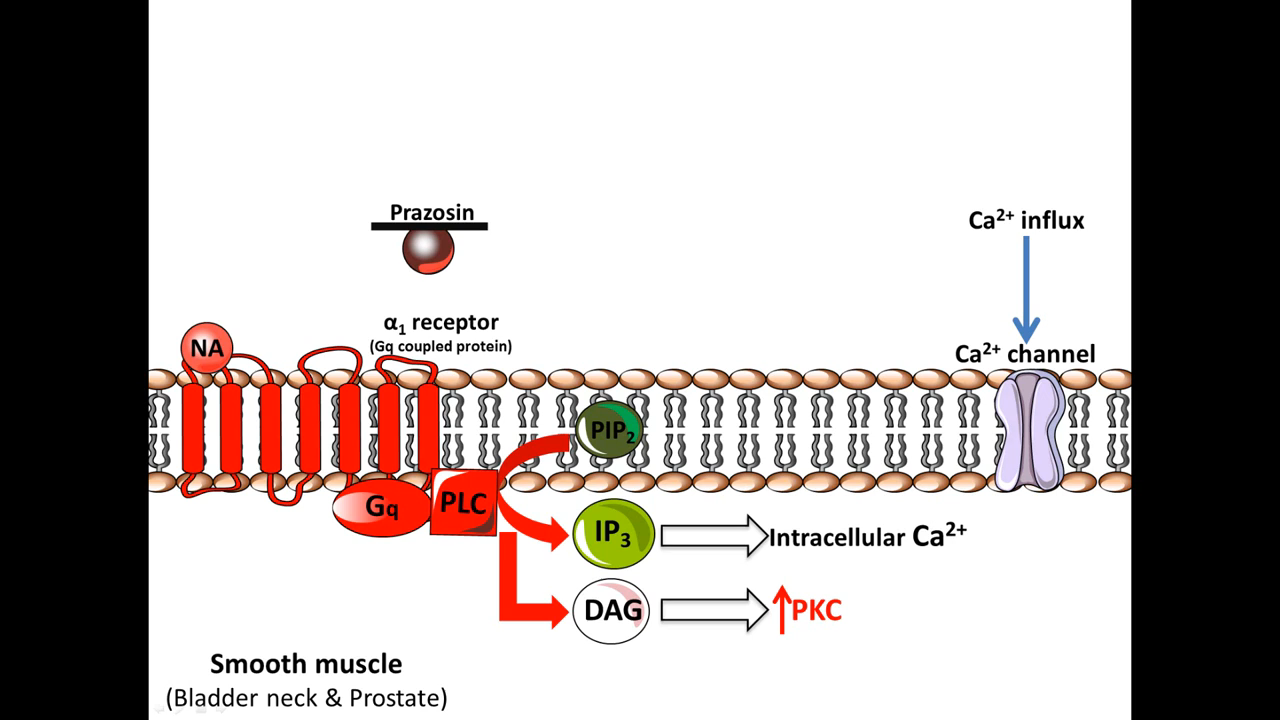 Prazosin
Ca²⁺ influx
α₁ receptor
(Gq coupled protein)
NA
Ca²⁺ channel
PIP₂
Gq
PLC
IP₃
Intracellular Ca²⁺
DAG
PKC
Smooth muscle
(Bladder neck & Prostate)